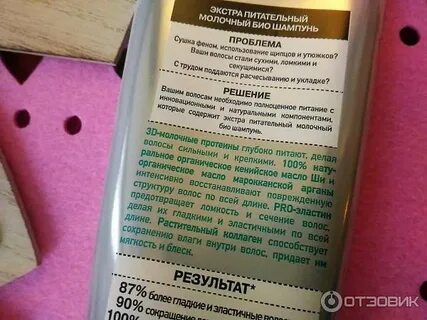 ЭКСТРА ПИТАТЕЛЬНЫЙ
МОЛОЧНЫЙ БИО ШАМПУНЬ
ПРОБЛЕМА
Сушка феном, использование щипцов и утюжков?
Ваши волосы стали сухими, ломкими и
секущимися?
С трудом поддаются расчесыванию и укладке?
РЕШЕНИЕ
Вашим волосам необходимо полноценное питание с
инновационными и натуральными компонентами,
которые содержит экстра питательный молочный
био шампунь.
3D-молочные протеины глубоко питают, делая
волосы сильными и крепкими. 100% нату-
ральное органическое кенийское масло Ши и
органическое масло марокканской арганы
интенсивно восстанавливают поврежденную
структуру волос по всей длине. PRO-эластин
предотвращает ломкость и сечение волос,
делая их гладкими и эластичными по всей
длине. Растительный коллаген способствует
сохранению влаги внутри волос, придает им
мягкость и блеск.
РЕЗУЛЬТАТ*
87% более гладкие и эластичные волосы
90% сокращение
100%
ОТЗОВИК